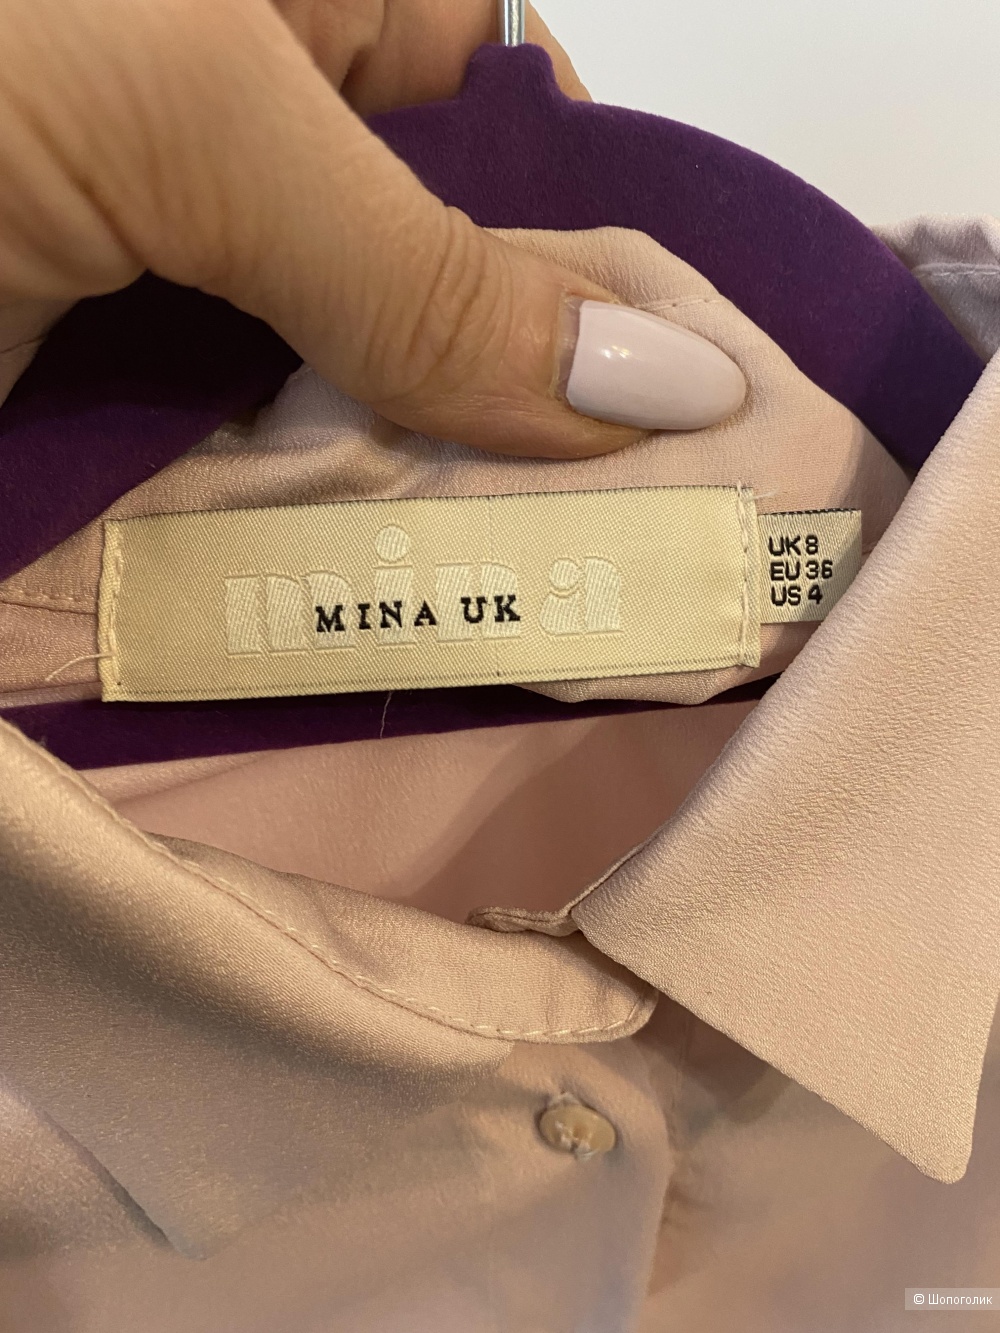 mina
MINA UK
UK 8
EU 36
US 4
© Шопоголик